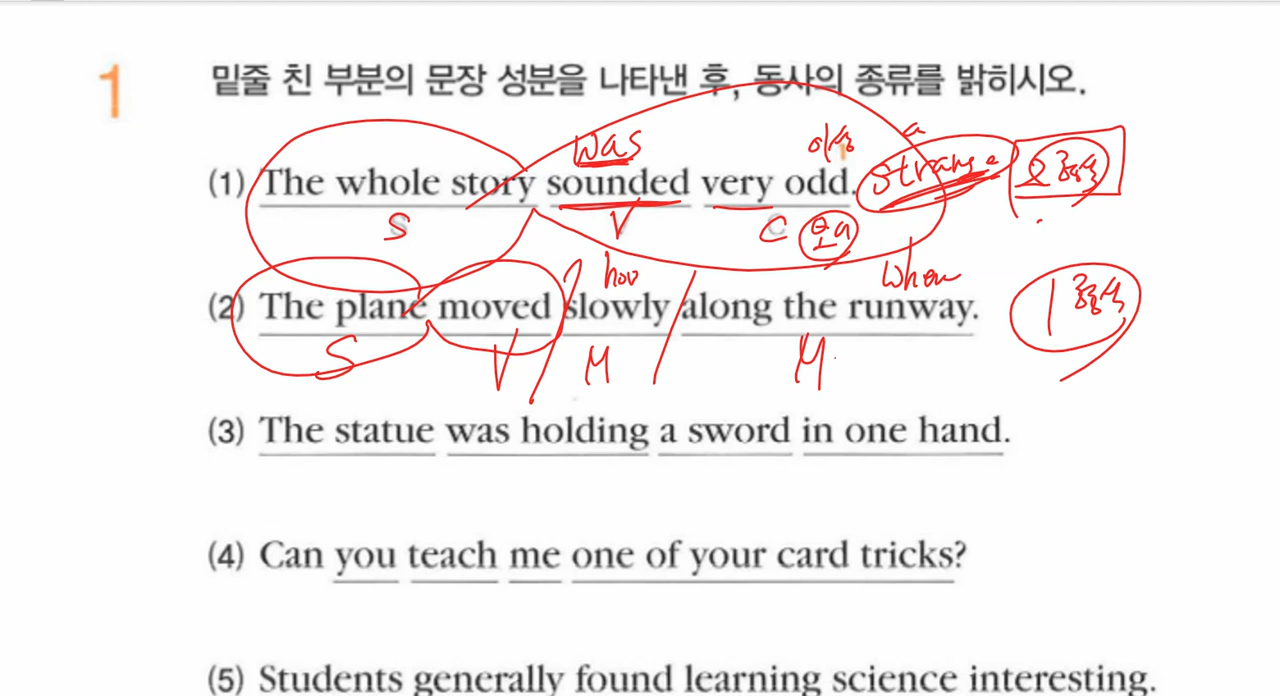 1 밑줄 친 부분의 문장 성분을 나타낸 후, 동사의 종류를 밝히시오.
was 이상 a
(1) The whole story sounded very odd. strange 2형식
S V C 보a
how when
(2) The plane moved slowly along the runway. 1형식
S V M M
(3) The statue was holding a sword in one hand.
(4) Can you teach me one of your card tricks?
(5) Students generally found learning science interesting.